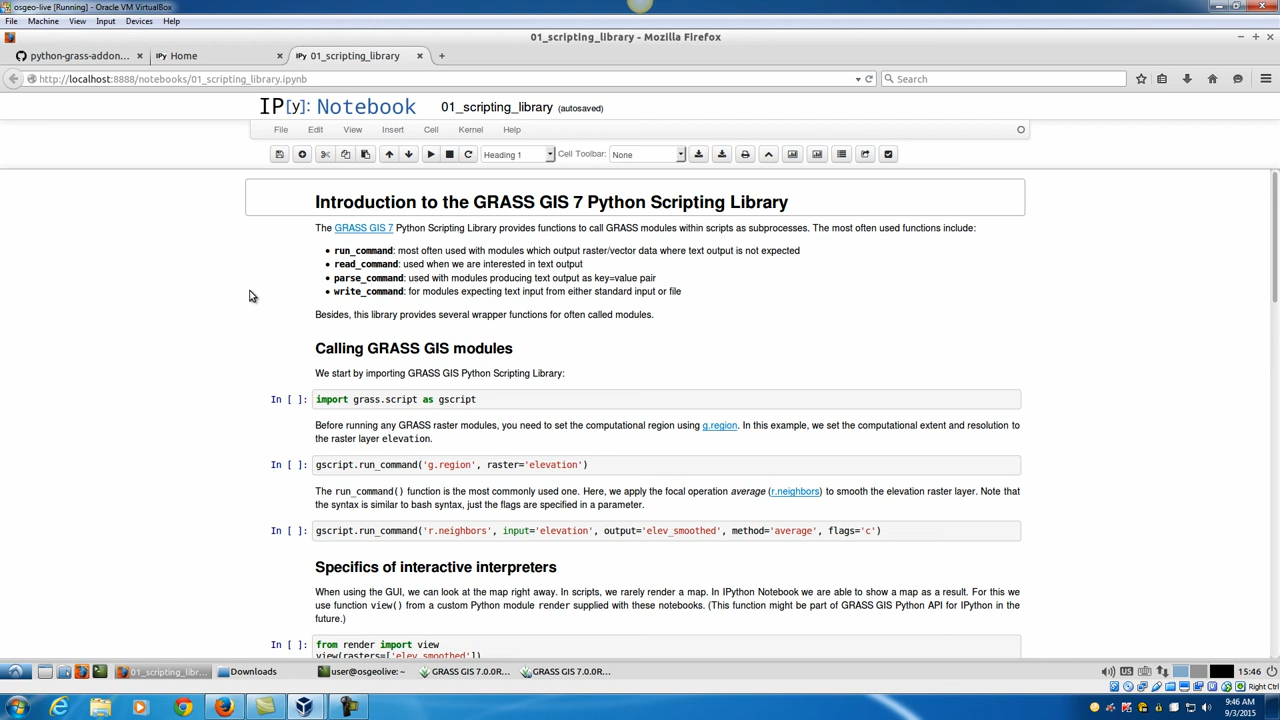 osgeo-live [Running] - Oracle VM VirtualBox
File Machine View Input Devices Help
01_scripting_library - Mozilla Firefox
python-grass-addon... × IPy Home × IPy 01_scripting_library × +
http://localhost:8888/notebooks/01_scripting_library.ipynb Search
IP[y]: Notebook 01_scripting_library (autosaved)
File Edit View Insert Cell Kernel Help
Heading 1 Cell Toolbar: None
Introduction to the GRASS GIS 7 Python Scripting Library
The GRASS GIS 7 Python Scripting Library provides functions to call GRASS modules within scripts as subprocesses. The most often used functions include:
• run_command: most often used with modules which output raster/vector data where text output is not expected
• read_command: used when we are interested in text output
• parse_command: used with modules producing text output as key=value pair
• write_command: for modules expecting text input from either standard input or file
Besides, this library provides several wrapper functions for often called modules.
Calling GRASS GIS modules
We start by importing GRASS GIS Python Scripting Library:
In [ ]: import grass.script as gscript
Before running any GRASS raster modules, you need to set the computational region using g.region. In this example, we set the computational extent and resolution to
the raster layer elevation.
In [ ]: gscript.run_command('g.region', raster='elevation')
The run_command() function is the most commonly used one. Here, we apply the focal operation average (r.neighbors) to smooth the elevation raster layer. Note that
the syntax is similar to bash syntax, just the flags are specified in a parameter.
In [ ]: gscript.run_command('r.neighbors', input='elevation', output='elev_smoothed', method='average', flags='c')
Specifics of interactive interpreters
When using the GUI, we can look at the map right away. In scripts, we rarely render a map. In IPython Notebook we are able to show a map as a result. For this we
use function view() from a custom Python module render supplied with these notebooks. (This function might be part of GRASS GIS Python API for IPython in the
future.)
In [ ]: from render import view
view(rasters=['elev_smoothed'])
01_scripting_libr... Downloads user@osgeolive: ~ GRASS GIS 7.0.0R... GRASS GIS 7.0.0R... US 15:46
Right Ctrl
9:46 AM
9/3/2015